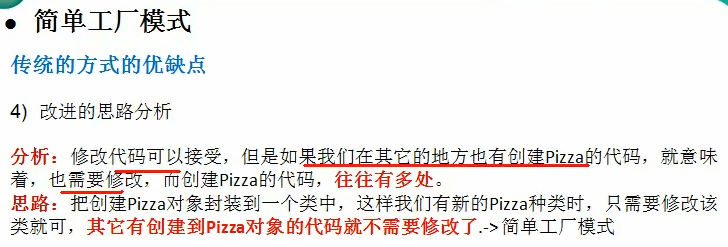 ● 简单工厂模式
传统的方式的优缺点
4) 改进的思路分析
分析：修改代码可以接受，但是如果我们在其它的地方也有创建Pizza的代码，就意味
着，也需要修改，而创建Pizza的代码，往往有多处。
思路：把创建Pizza对象封装到一个类中，这样我们有新的Pizza种类时，只需要修改该
类就可，其它有创建到Pizza对象的代码就不需要修改了.->简单工厂模式